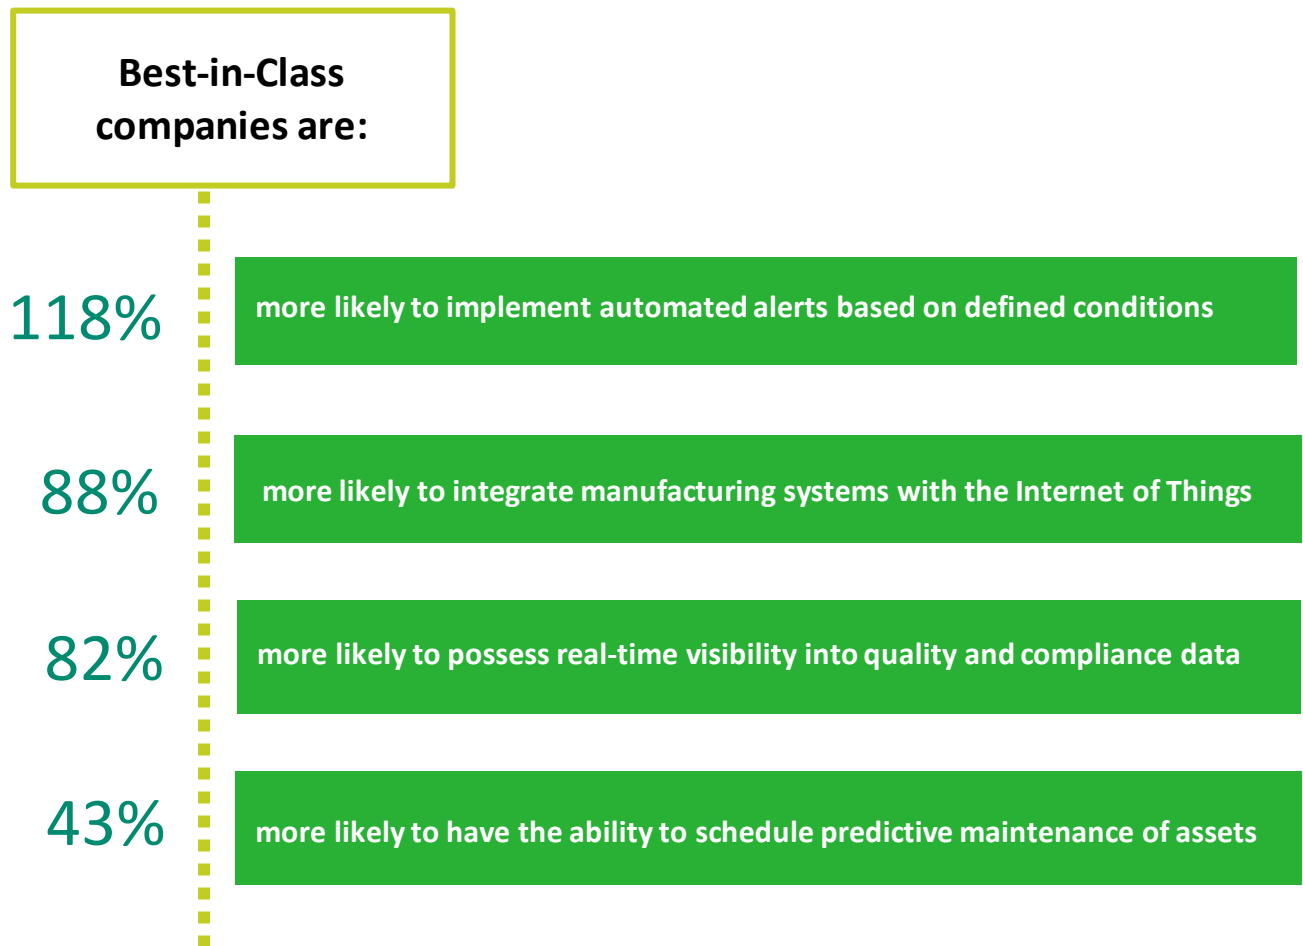 Best-in-Class
companies are:
118%
more likely to implement automated alerts based on defined conditions
88%
more likely to integrate manufacturing systems with the Internet of Things
82%
more likely to possess real-time visibility into quality and compliance data
43%
more likely to have the ability to schedule predictive maintenance of assets